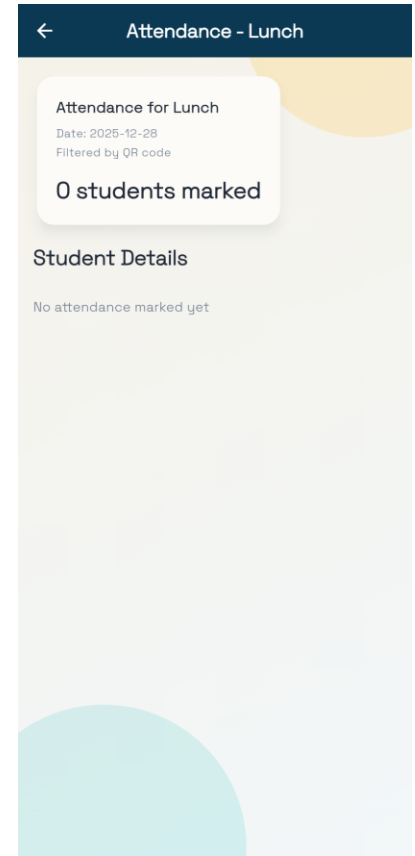 Attendance - Lunch
Attendance for Lunch
Date: 2025-12-28
Filtered by QR code
0 students marked
Student Details
No attendance marked yet